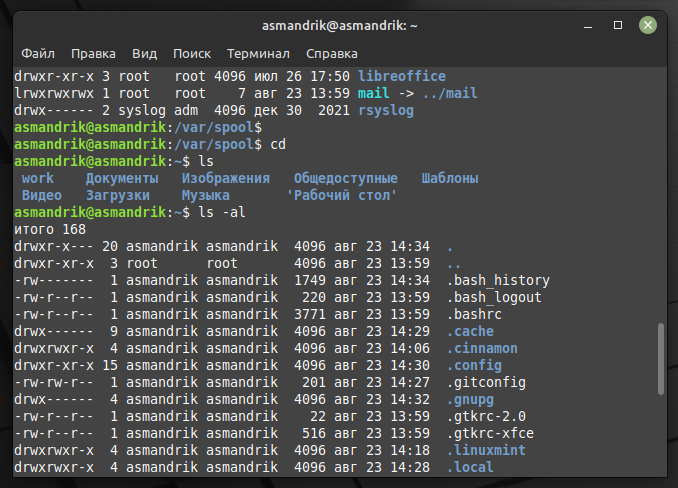 asmandrik@asmandrik: ~
Файл Правка Вид Поиск Терминал Справка
drwxr-xr-x 3 root   root 4096 июл 26 17:50 libreoffice
lrwxrwxrwx 1 root   root    7 авг 23 13:59 mail -> ../mail
drwx------ 2 syslog adm  4096 дек 30  2021 rsyslog
asmandrik@asmandrik:/var/spool$
asmandrik@asmandrik:/var/spool$ cd
asmandrik@asmandrik:~$ ls
 work    Документы   Изображения   Общедоступные   Шаблоны
 Видео   Загрузки    Музыка       'Рабочий стол'
asmandrik@asmandrik:~$ ls -al
итого 168
drwxr-x--- 20 asmandrik asmandrik  4096 авг 23 14:34  .
drwxr-xr-x  3 root      root       4096 авг 23 13:59  ..
-rw-------  1 asmandrik asmandrik  1749 авг 23 14:34  .bash_history
-rw-r--r--  1 asmandrik asmandrik   220 авг 23 13:59  .bash_logout
-rw-r--r--  1 asmandrik asmandrik  3771 авг 23 13:59  .bashrc
drwx------  9 asmandrik asmandrik  4096 авг 23 14:29  .cache
drwxrwxr-x  4 asmandrik asmandrik  4096 авг 23 14:06  .cinnamon
drwxr-xr-x 15 asmandrik asmandrik  4096 авг 23 14:30  .config
-rw-rw-r--  1 asmandrik asmandrik   201 авг 23 14:27  .gitconfig
drwx------  4 asmandrik asmandrik  4096 авг 23 14:32  .gnupg
-rw-r--r--  1 asmandrik asmandrik    22 авг 23 13:59  .gtkrc-2.0
-rw-r--r--  1 asmandrik asmandrik   516 авг 23 13:59  .gtkrc-xfce
drwxrwxr-x  4 asmandrik asmandrik  4096 авг 23 14:18  .linuxmint
drwxrwxr-x  4 asmandrik asmandrik  4096 авг 23 14:28  .local